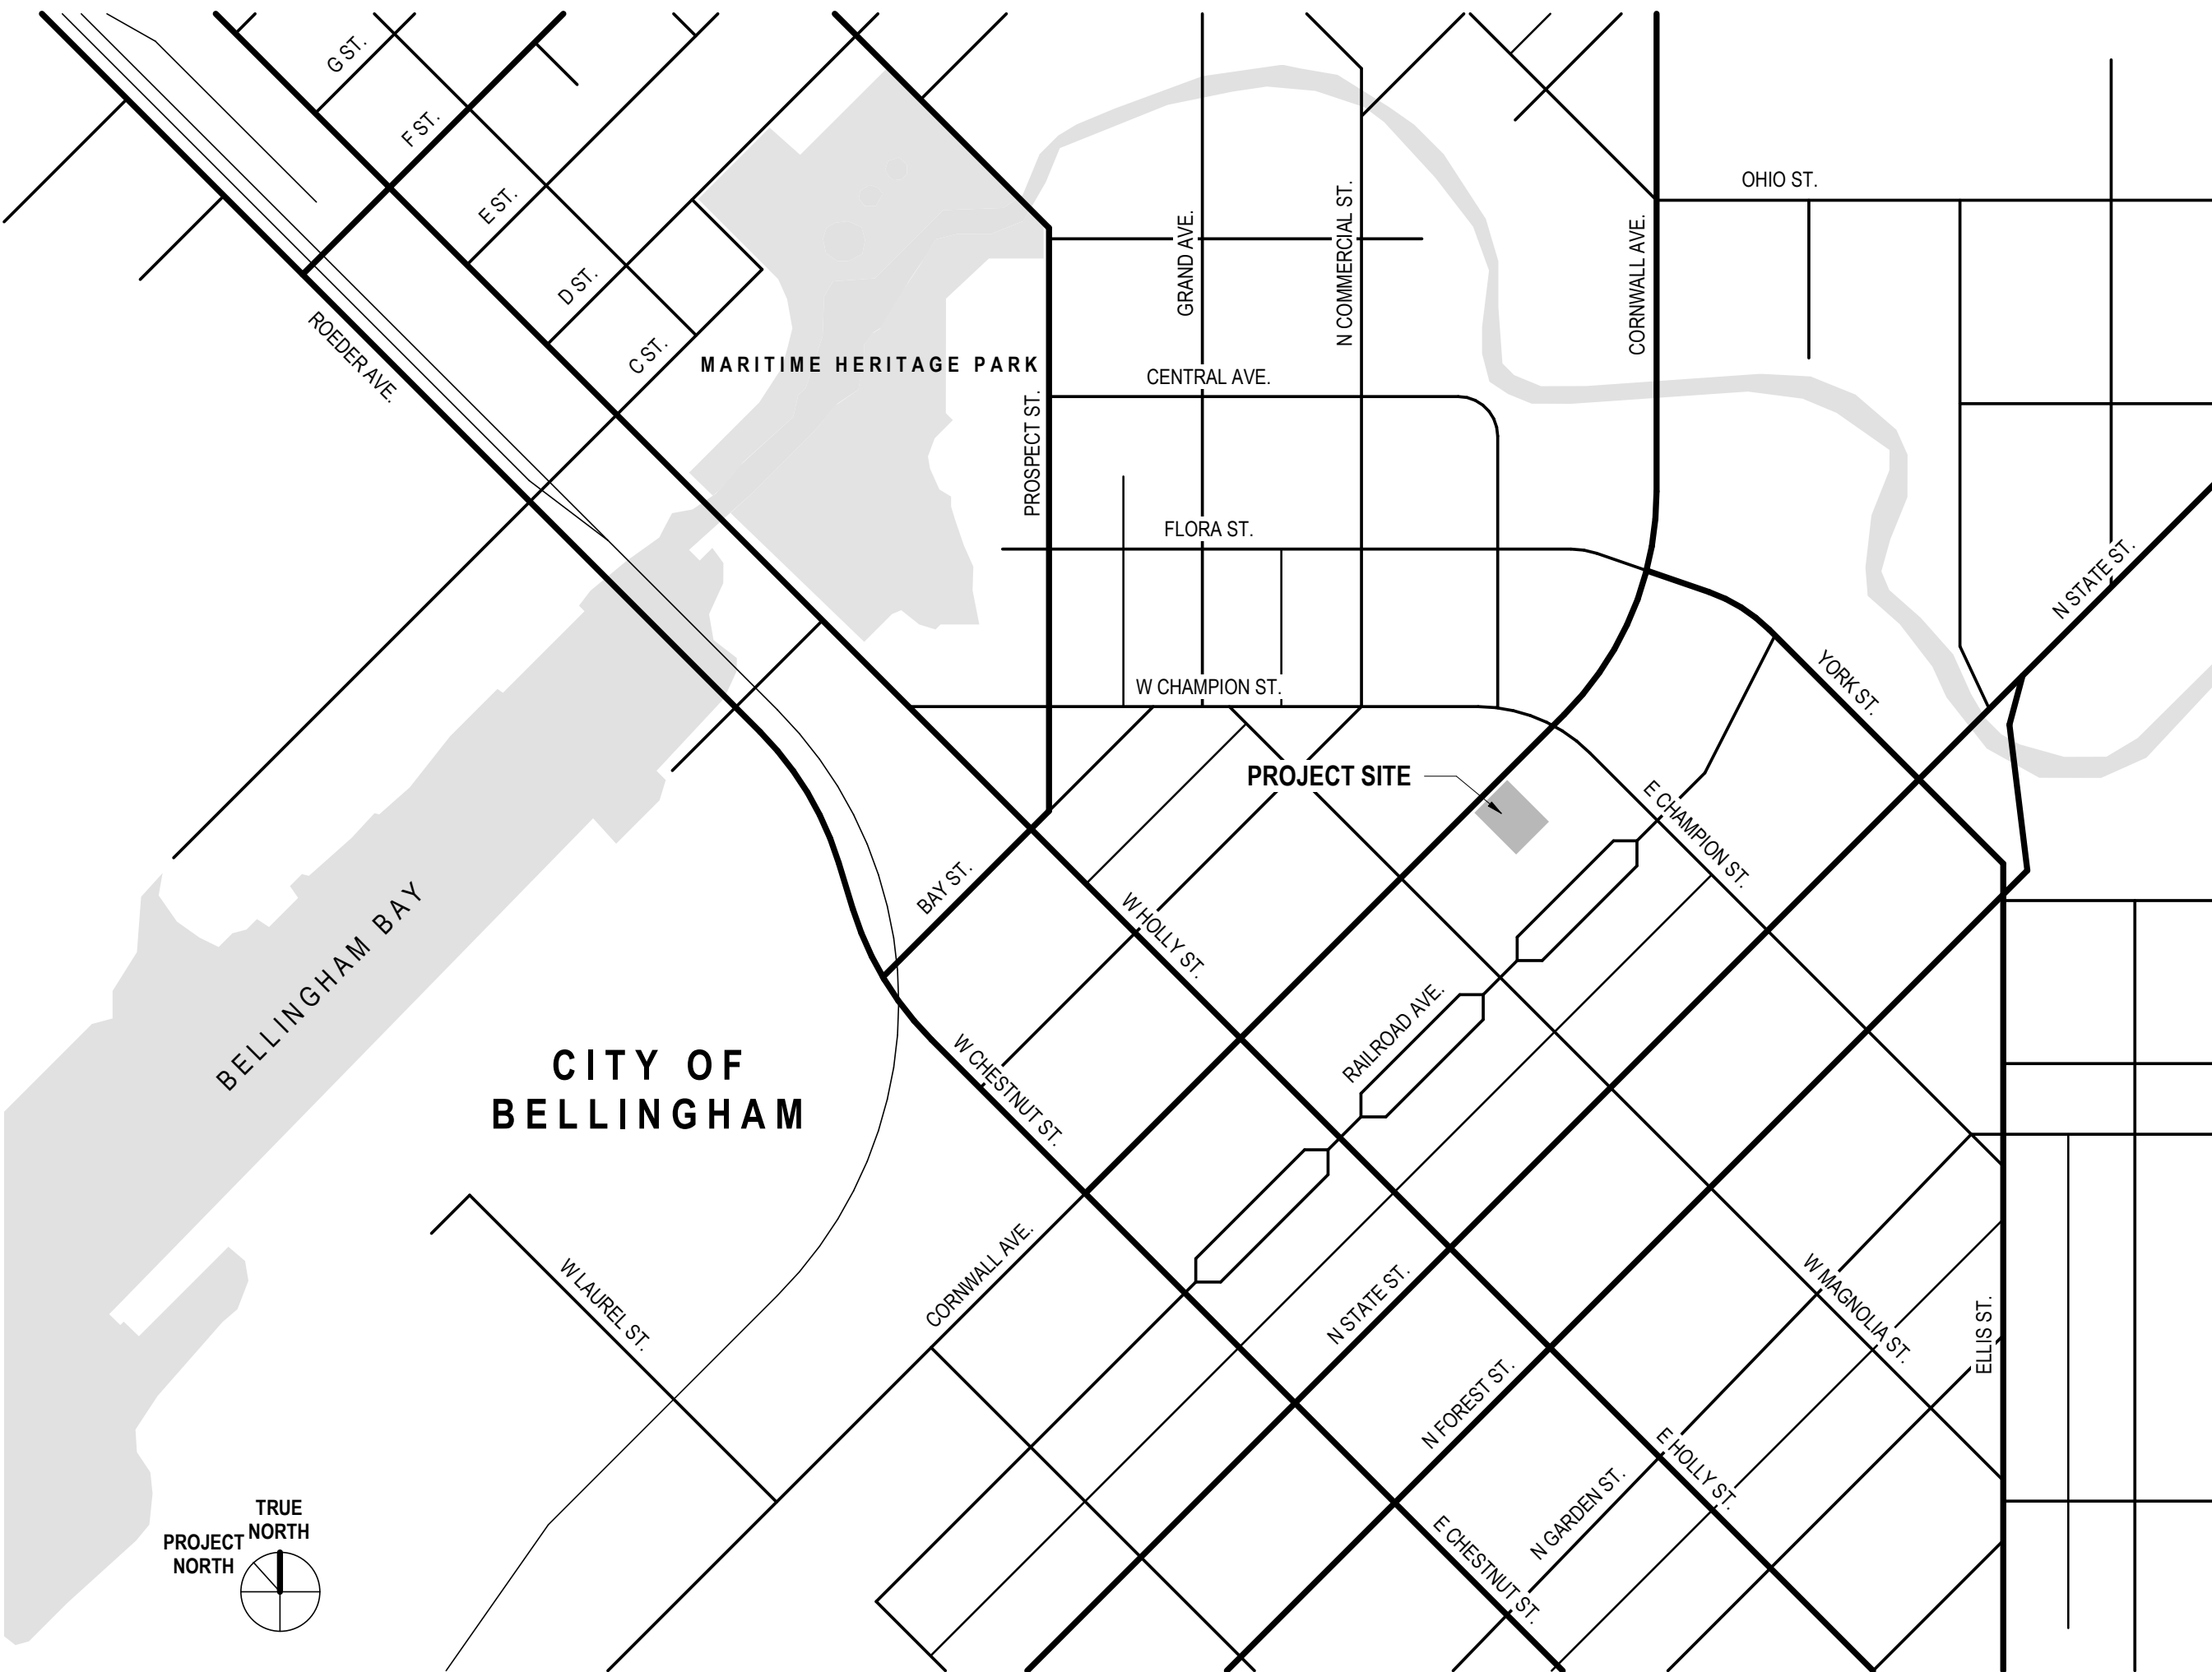 G ST.
F ST.
E ST.
D ST.
C ST.
ROEDER AVE.
MARITIME HERITAGE PARK
PROSPECT ST.
GRAND AVE.
N COMMERCIAL ST.
CORNWALL AVE.
OHIO ST.
CENTRAL AVE.
FLORA ST.
W CHAMPION ST.
N STATE ST.
YORK ST.
PROJECT SITE
E CHAMPION ST.
BAY ST.
W HOLLY ST.
RAILROAD AVE.
W CHESTNUT ST.
BELLINGHAM BAY
CITY OF
BELLINGHAM
W LAUREL ST.
CORNWALL AVE.
N STATE ST.
N FOREST ST.
W MAGNOLIA ST.
ELLIS ST.
E HOLLY ST.
N GARDEN ST.
E CHESTNUT ST.
TRUE
NORTH
PROJECT
NORTH